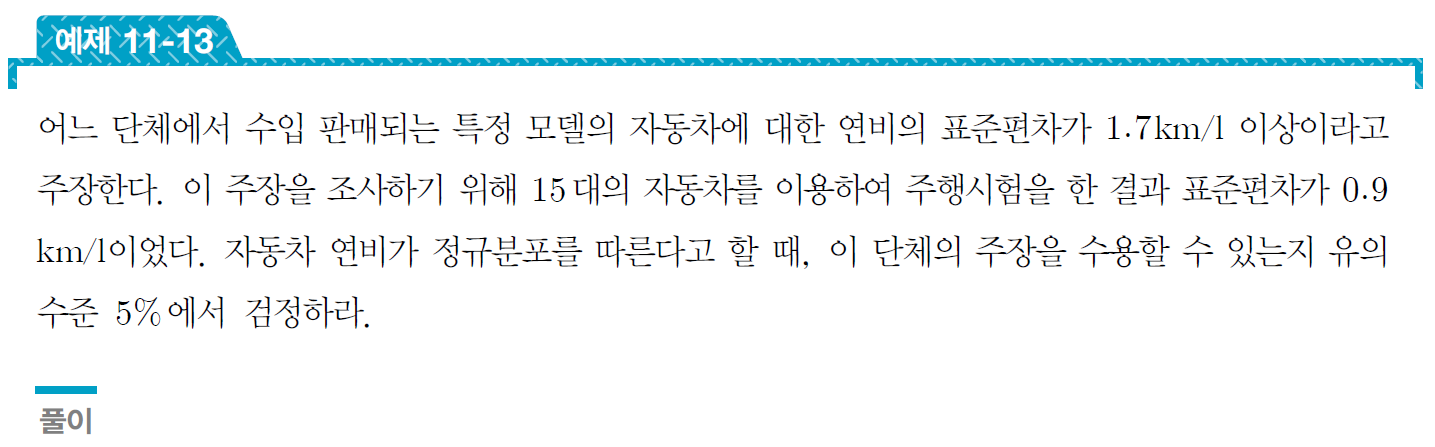 예제 11-13
어느 단체에서 수입 판매되는 특정 모델의 자동차에 대한 연비의 표준편차가 1.7km/l 이상이라고
주장한다. 이 주장을 조사하기 위해 15대의 자동차를 이용하여 주행시험을 한 결과 표준편차가 0.9
km/l이었다. 자동차 연비가 정규분포를 따른다고 할 때, 이 단체의 주장을 수용할 수 있는지 유의
수준 5%에서 검정하라.
풀이